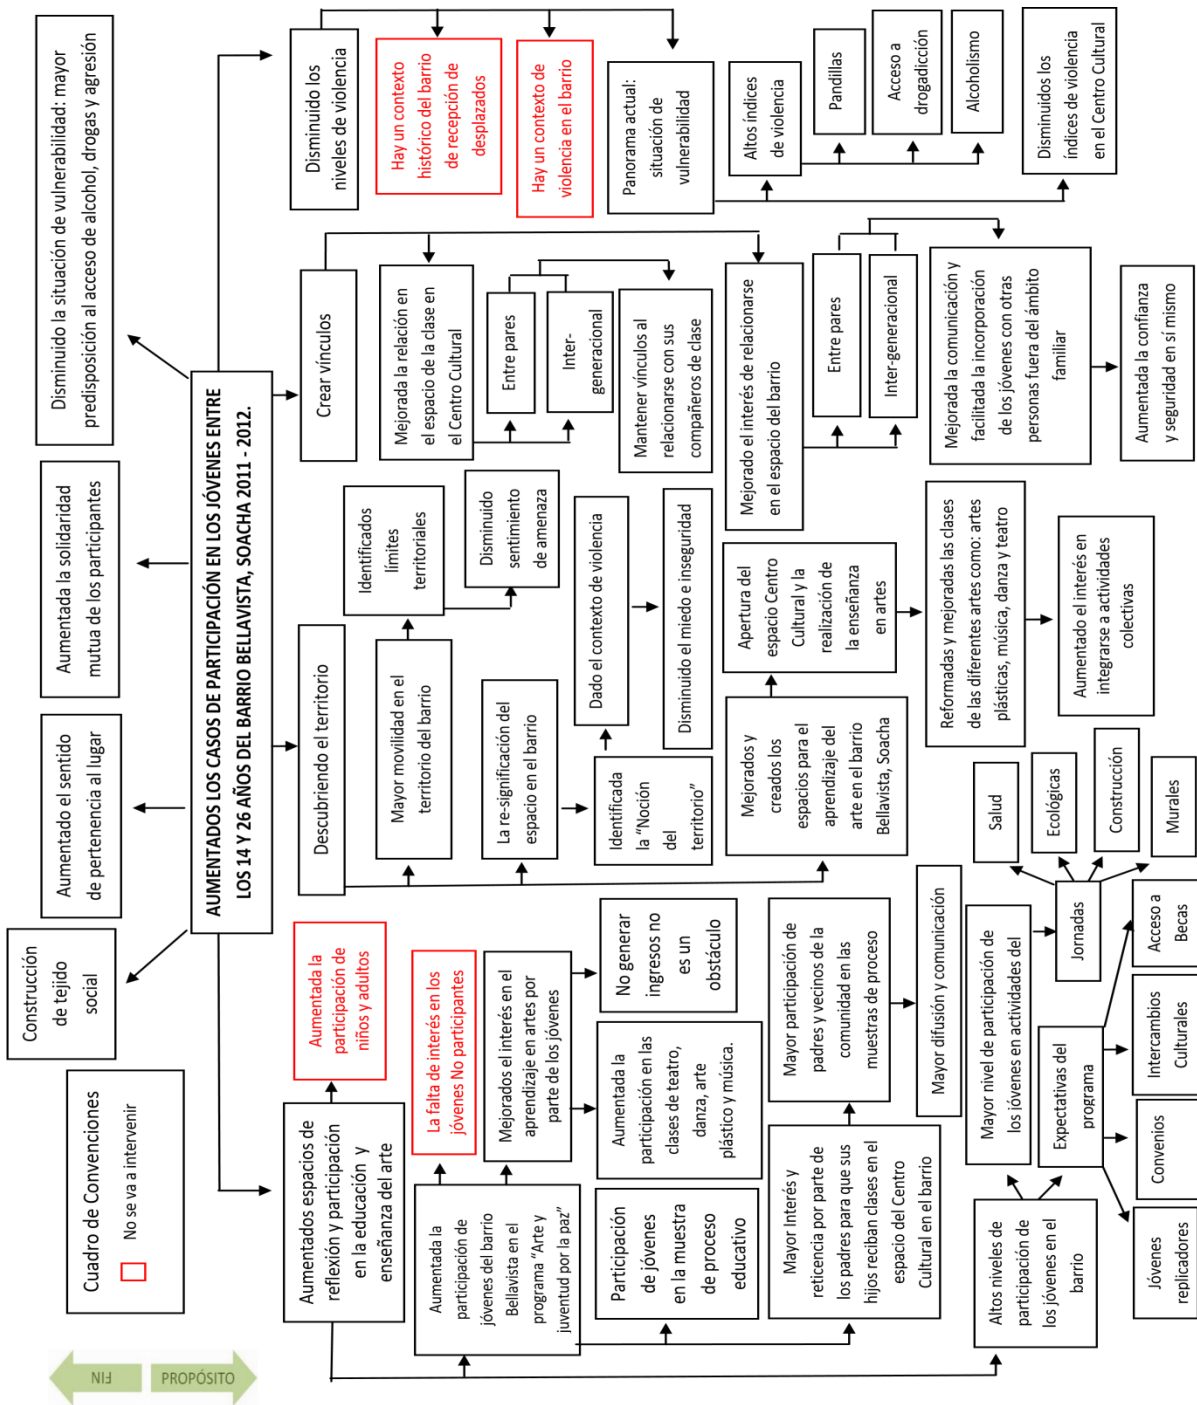 Construcción
de tejido
social
Aumentado el sentido
de pertenencia al lugar
Aumentada la solidaridad
mutua de los participantes
Disminuido la situación de vulnerabilidad: mayor
predisposición al acceso de alcohol, drogas y agresión
FIN
PROPÓSITO
Cuadro de Convenciones
No se va a intervenir
AUMENTADOS LOS CASOS DE PARTICIPACIÓN EN LOS JÓVENES ENTRE
LOS 14 Y 26 AÑOS DEL BARRIO BELLAVISTA, SOACHA 2011 - 2012.
Aumentados espacios de
reflexión y participación
en la educación y
enseñanza del arte
Aumentada la
participación de
niños y adultos
Aumentada la
participación de
jóvenes del barrio
Bellavista en el
programa “Arte y
juventud por la paz”
La falta de interés en los
jóvenes No participantes
Mejorados el interés en el
aprendizaje en artes por
parte de los jóvenes
Participación
de jóvenes
en la muestra
de proceso
educativo
Aumentada la
participación en las
clases de teatro,
danza, arte
plástico y música.
No generar
ingresos no
es un
obstáculo
Mayor Interés y
reticencia por parte de
los padres para que sus
hijos reciban clases en el
espacio del Centro
Cultural en el barrio
Mayor participación de
padres y vecinos de la
comunidad en las
muestras de proceso
Mayor difusión y comunicación
Altos niveles de
participación de
los jóvenes en el
barrio
Mayor nivel de participación de
los jóvenes en actividades del
Expectativas del
programa
Jornadas
Salud
Ecológicas
Construcción
Murales
Jóvenes
replicadores
Convenios
Intercambios
Culturales
Acceso a
Becas
Descubriendo el territorio
Mayor movilidad en el
territorio del barrio
Identificados
límites
territoriales
Disminuido
sentimiento
de amenaza
La re-significación del
espacio en el barrio
Identificada
la “Noción
del
territorio”
Dado el contexto de violencia
Disminuido el miedo e inseguridad
Mejorados y
creados los
espacios para el
aprendizaje del
arte en el barrio
Bellavista, Soacha
Apertura del
espacio Centro
Cultural y la
realización de
la enseñanza
en artes
Reformadas y mejoradas las clases
de las diferentes artes como: artes
plásticas, música, danza y teatro
Aumentado el interés en
integrarse a actividades
colectivas
Crear vínculos
Mejorada la relación en
el espacio de la clase en
el Centro Cultural
Entre pares
Inter-
generacional
Mantener vínculos al
relacionarse con sus
compañeros de clase
Mejorado el interés de relacionarse
en el espacio del barrio
Entre pares
Inter-generacional
Mejorada la comunicación y
facilitada la incorporación
de los jóvenes con otras
personas fuera del ámbito
familiar
Aumentada la confianza
y seguridad en sí mismo
Disminuido los
niveles de violencia
Hay un contexto
histórico del barrio
de recepción de
desplazados
Hay un contexto de
violencia en el barrio
Panorama actual:
situación de
vulnerabilidad
Altos índices
de violencia
Pandillas
Acceso a
drogadicción
Alcoholismo
Disminuidos los
índices de violencia
en el Centro Cultural